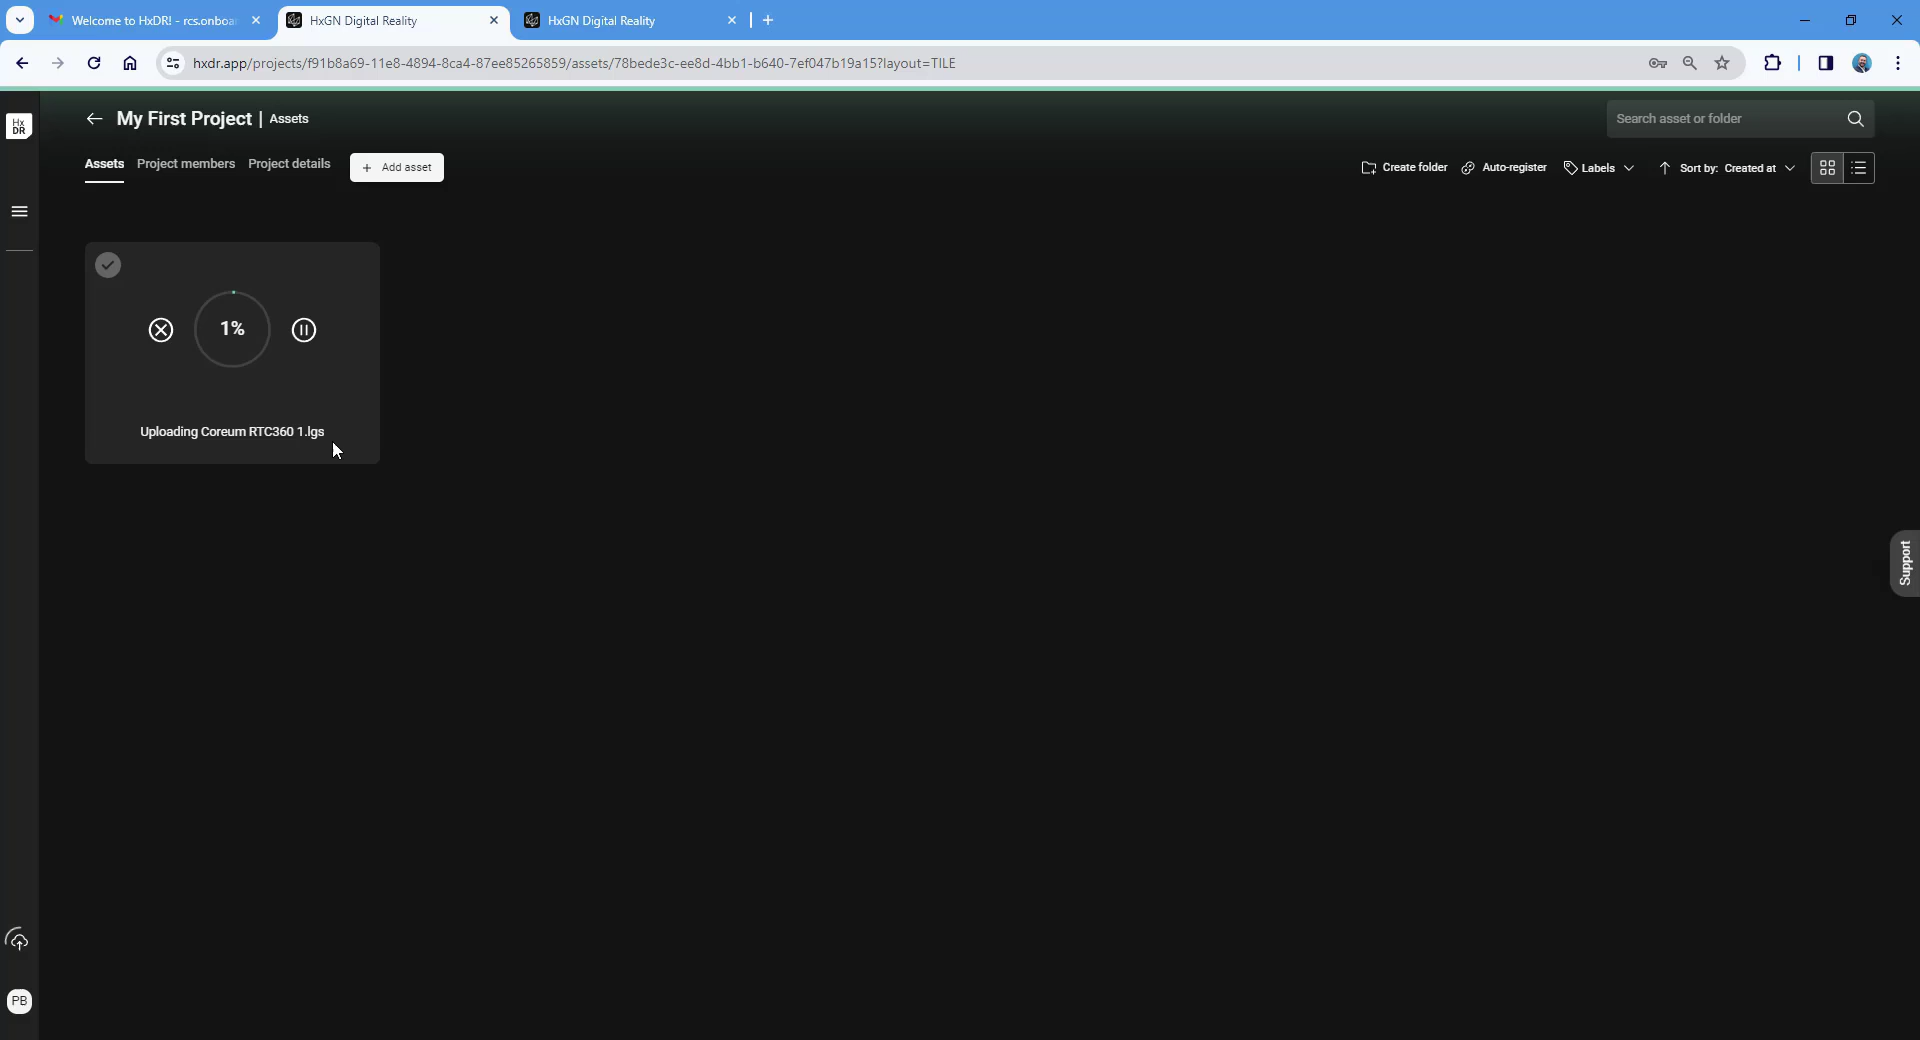 Welcome to HxDR! - rcs.onboa
HxGN Digital Reality
HxGN Digital Reality
hxdr.app/projects/f91b8a69-11e8-4894-8ca4-87ee85265859/assets/78bede3c-ee8d-4bb1-b640-7ef047b19a15?layout=TILE
Hx
DR
My First Project | Assets
Search asset or folder
Assets
Project members
Project details
+ Add asset
Create folder
Auto-register
Labels
Sort by: Created at
1%
Uploading Coreum RTC360 1.lgs
Support
PB